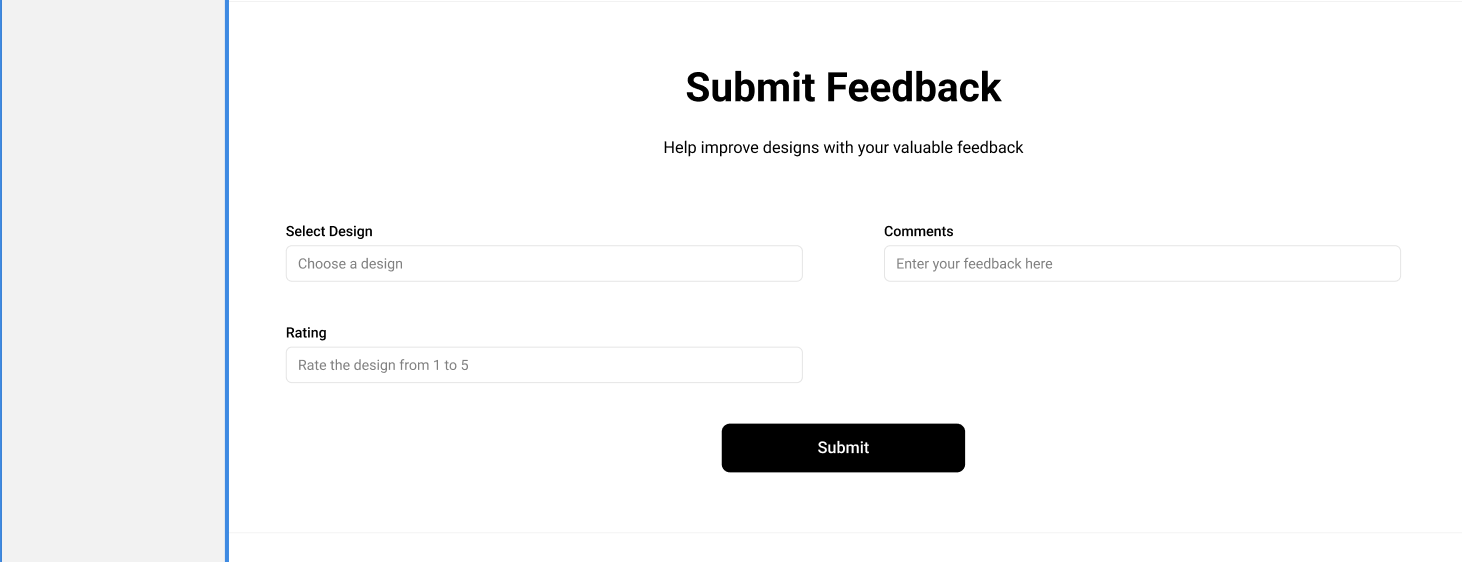 Submit Feedback
Help improve designs with your valuable feedback
Select Design
Choose a design
Comments
Enter your feedback here
Rating
Rate the design from 1 to 5
Submit